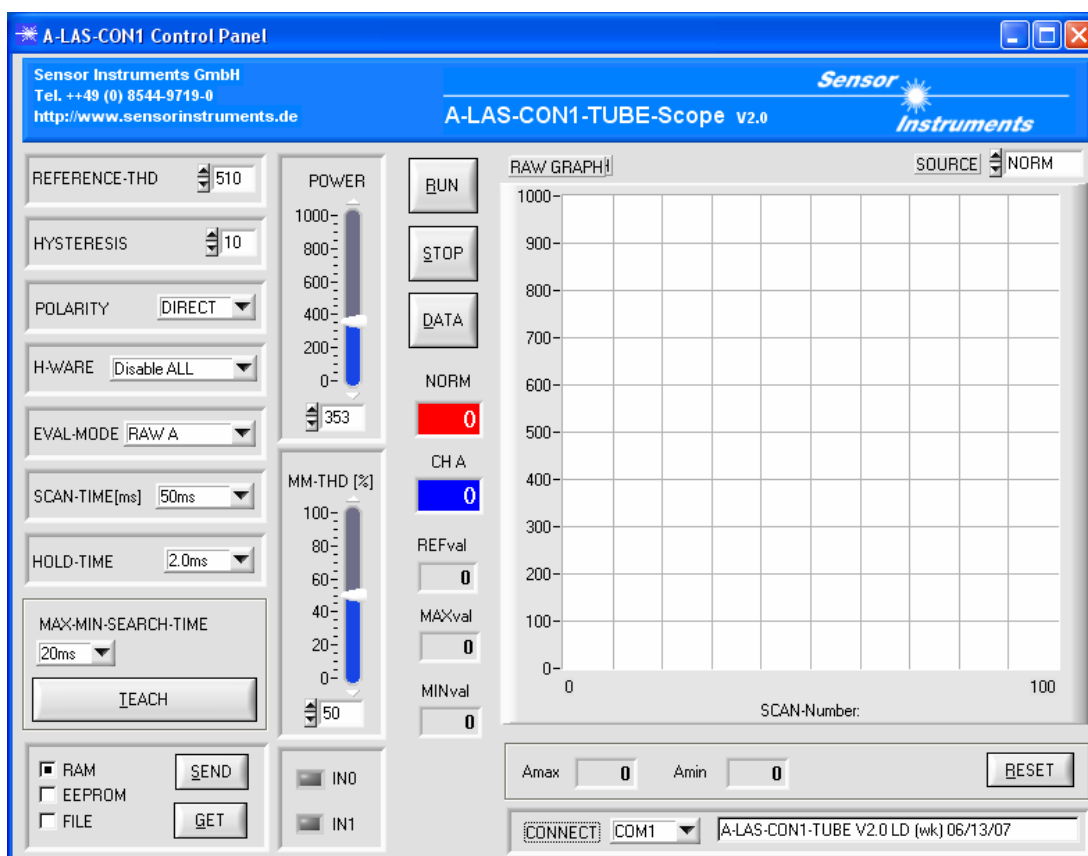 A-LAS-CON1 Control Panel
Sensor Instruments GmbH
Tel. ++49 (0) 8544-9719-0
http://www.sensorinstruments.de
A-LAS-CON1-TUBE-Scope V2.0
Sensor
Instruments
REFERENCE-THD 510
HYSTERESIS 10
POLARITY DIRECT
H-WARE Disable ALL
EVAL-MODE RAW A
SCAN-TIME[ms] 50ms
HOLD-TIME 2.0ms
MAX-MIN-SEARCH-TIME
20ms
TEACH
RAM
EEPROM
FILE
SEND
GET
POWER
1000
800
600
400
200
0
353
MM-THD [%]
100
80
60
40
20
0
50
IN0
IN1
RUN
STOP
DATA
NORM
0
CH A
0
REFval
0
MAXval
0
MINval
0
RAW GRAPH
SOURCE NORM
1000
900
800
700
600
500
400
300
200
100
0
0 100
SCAN-Number:
Amax 0 Amin 0 RESET
CONNECT COM1 A-LAS-CON1-TUBE V2.0 LD (wk) 06/13/07